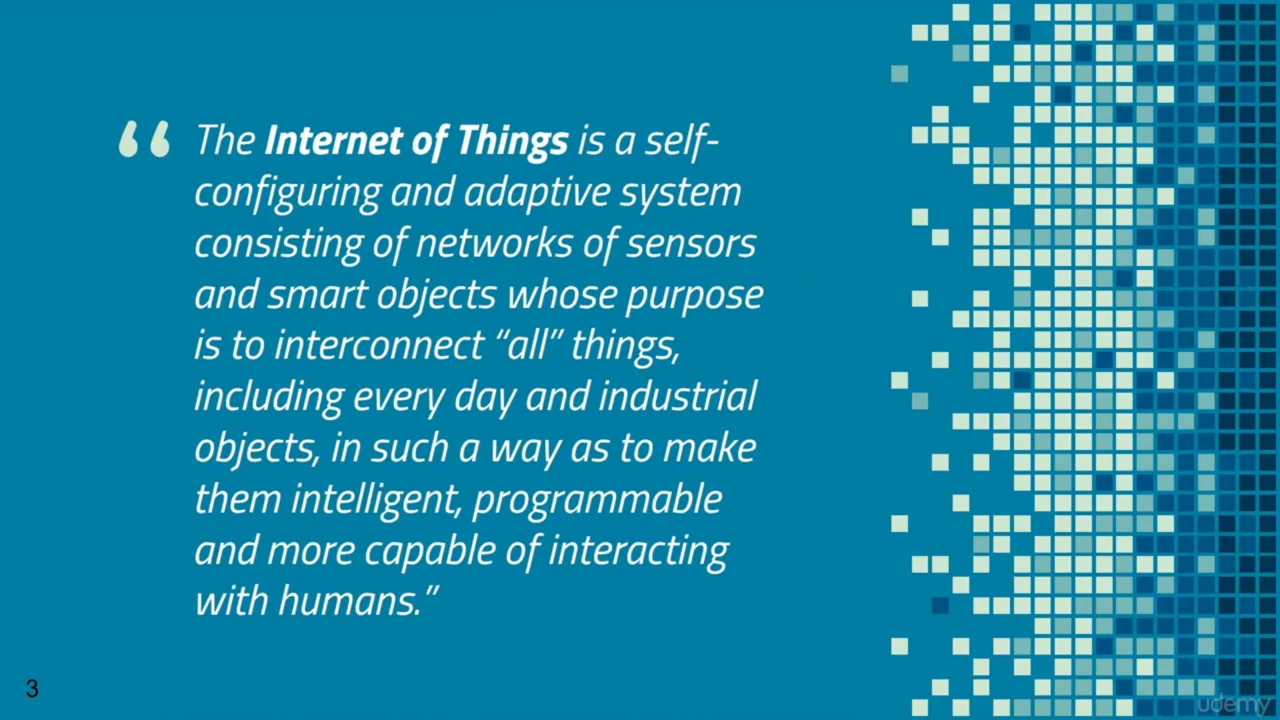 “ The Internet of Things is a self-
configuring and adaptive system
consisting of networks of sensors
and smart objects whose purpose
is to interconnect “all” things,
including every day and industrial
objects, in such a way as to make
them intelligent, programmable
and more capable of interacting
with humans.”
3
udemy